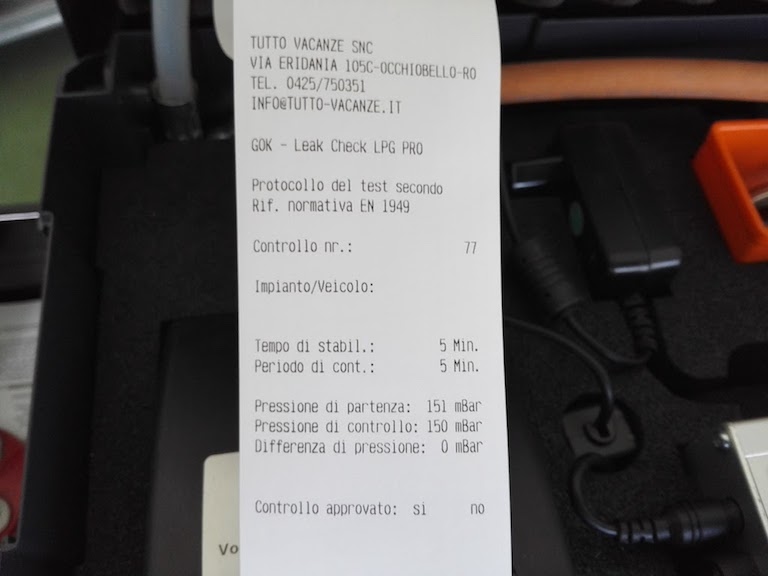 TUTTO VACANZE SNC
VIA ERIDANIA 105C-OCCHIOBELLO-RO
TEL. 0425/750351
INFO@TUTTO-VACANZE.IT
GOK - Leak Check LPG PRO
Protocollo del test secondo
Rif. normativa EN 1949
Controllo nr.: 77
Impianto/Veicolo:
Tempo di stabil.: 5 Min.
Periodo di cont.: 5 Min.
Pressione di partenza: 151 mBar
Pressione di controllo: 150 mBar
Differenza di pressione: 0 mBar
Controllo approvato: si no
Vo